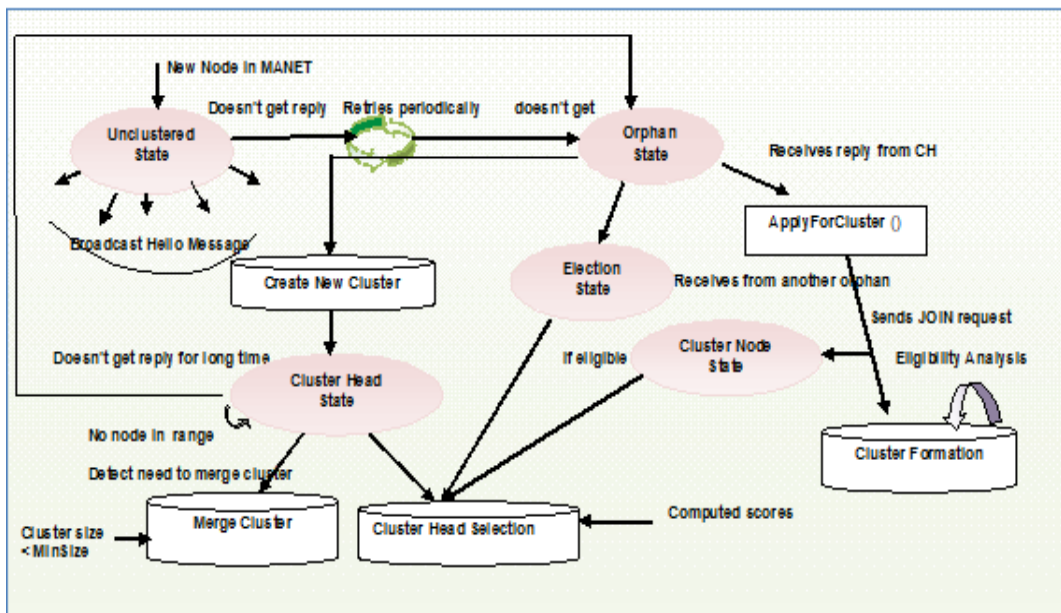 New Node in MANET
Doesn't get reply
Retries periodically
doesn't get
Unclustered
State
Orphan
State
Receives reply from CH
ApplyForCluster ()
Broadcast Hello Message
Election
State
Receives from another orphan
Create New Cluster
Sends JOIN request
Doesn't get reply for long time
If eligible
Cluster Node
State
Eligibility Analysis
Cluster Head
State
No node in range
Cluster Formation
Detect need to merge cluster
Merge Cluster
Cluster Head Selection
Computed scores
Cluster size
< MinSize